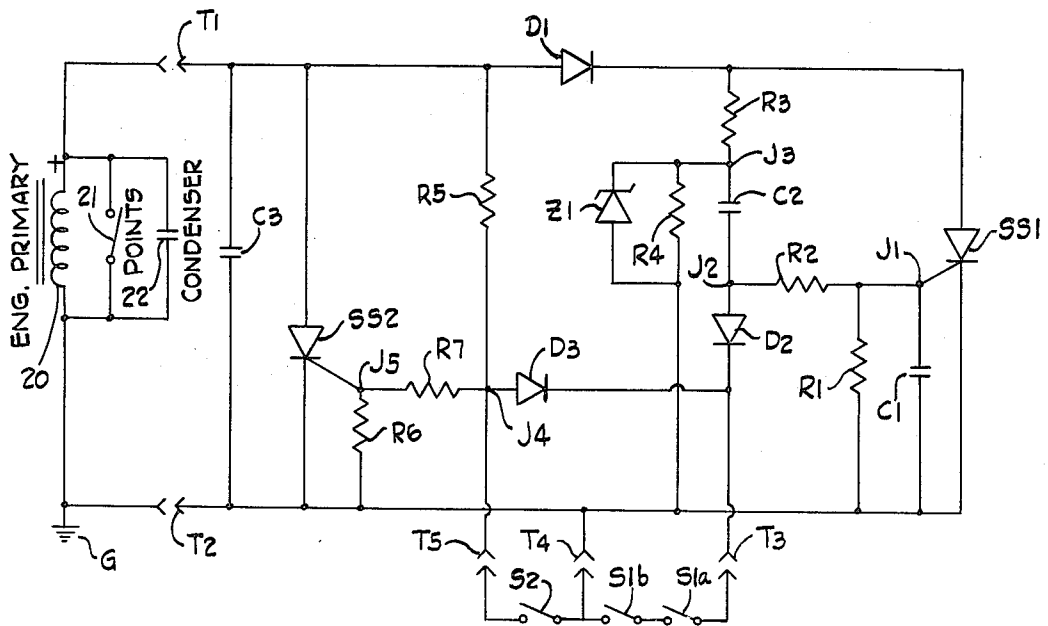 T1
D1
R3
J3
C2
Z1
R4
R5
ENG. PRIMARY
+
21
POINTS
22
CONDENSER
C3
20
SS1
J1
R2
J2
D2
R1
C1
SS2
J5
R7
D3
R6
J4
G
T2
T5
T4
T3
S2
S1b
S1a